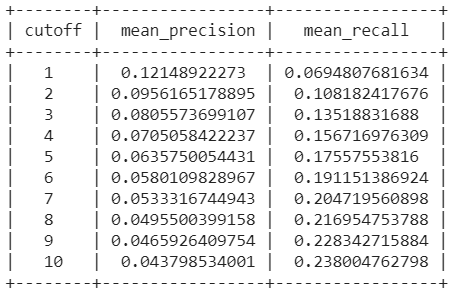 +--------+-----------------+-----------------+
| cutoff |  mean_precision |   mean_recall   |
+--------+-----------------+-----------------+
|   1    |  0.12148922273  | 0.0694807681634 |
|   2    | 0.0956165178895 |  0.108182417676 |
|   3    | 0.0805573699107 |  0.13518831688  |
|   4    | 0.0705058422237 |  0.156716976309 |
|   5    | 0.0635750054431 |  0.17557553816  |
|   6    | 0.0580109828967 |  0.191151386924 |
|   7    | 0.0533316744943 |  0.204719560898 |
|   8    | 0.0495500399158 |  0.216954753788 |
|   9    | 0.0465926409754 |  0.228342715884 |
|   10   |  0.043798534001 |  0.238004762798 |
+--------+-----------------+-----------------+